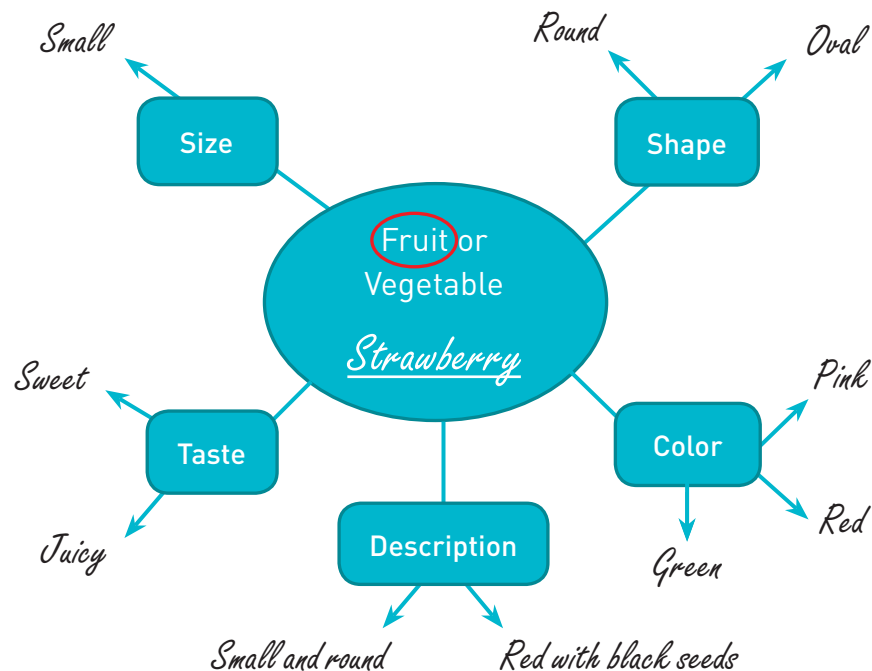 Small
Round
Oval
Size
Shape
Fruit or
Vegetable
Strawberry
Sweet
Pink
Taste
Color
Juicy
Description
Red
Green
Small and round
Red with black seeds